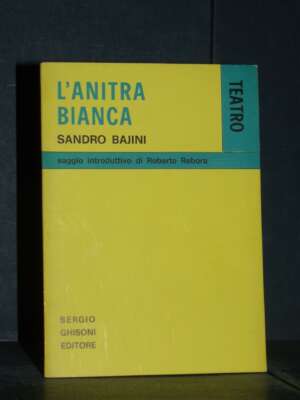 L'ANITRA
BIANCA
SANDRO BAJINI
saggio introduttivo di Roberto Rebora
TEATRO
SERGIO
GHISONI
EDITORE